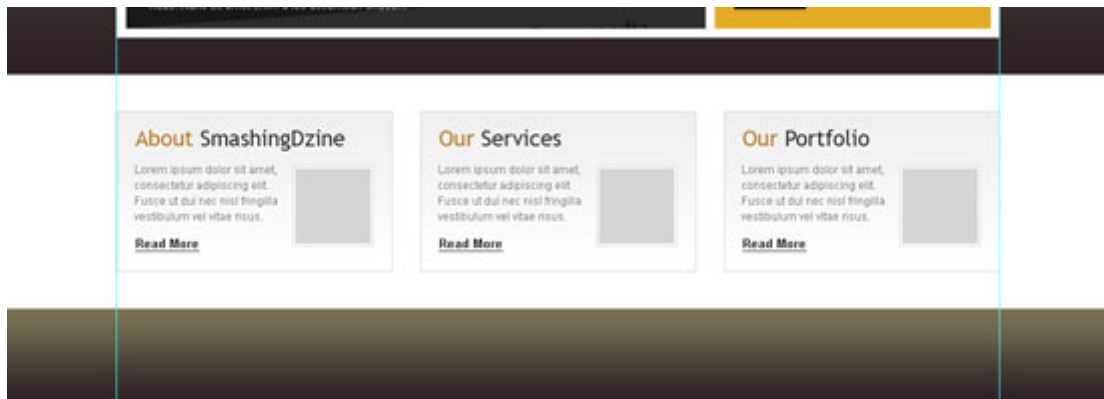 About SmashingDzine
Lorem ipsum dolor sit amet,
consectetur adipiscing elit.
Fusce ut dui nec nisl fringilla
vestibulum vel vitae risus.
Read More
Our Services
Lorem ipsum dolor sit amet,
consectetur adipiscing elit.
Fusce ut dui nec nisl fringilla
vestibulum vel vitae risus.
Read More
Our Portfolio
Lorem ipsum dolor sit amet,
consectetur adipiscing elit.
Fusce ut dui nec nisl fringilla
vestibulum vel vitae risus.
Read More